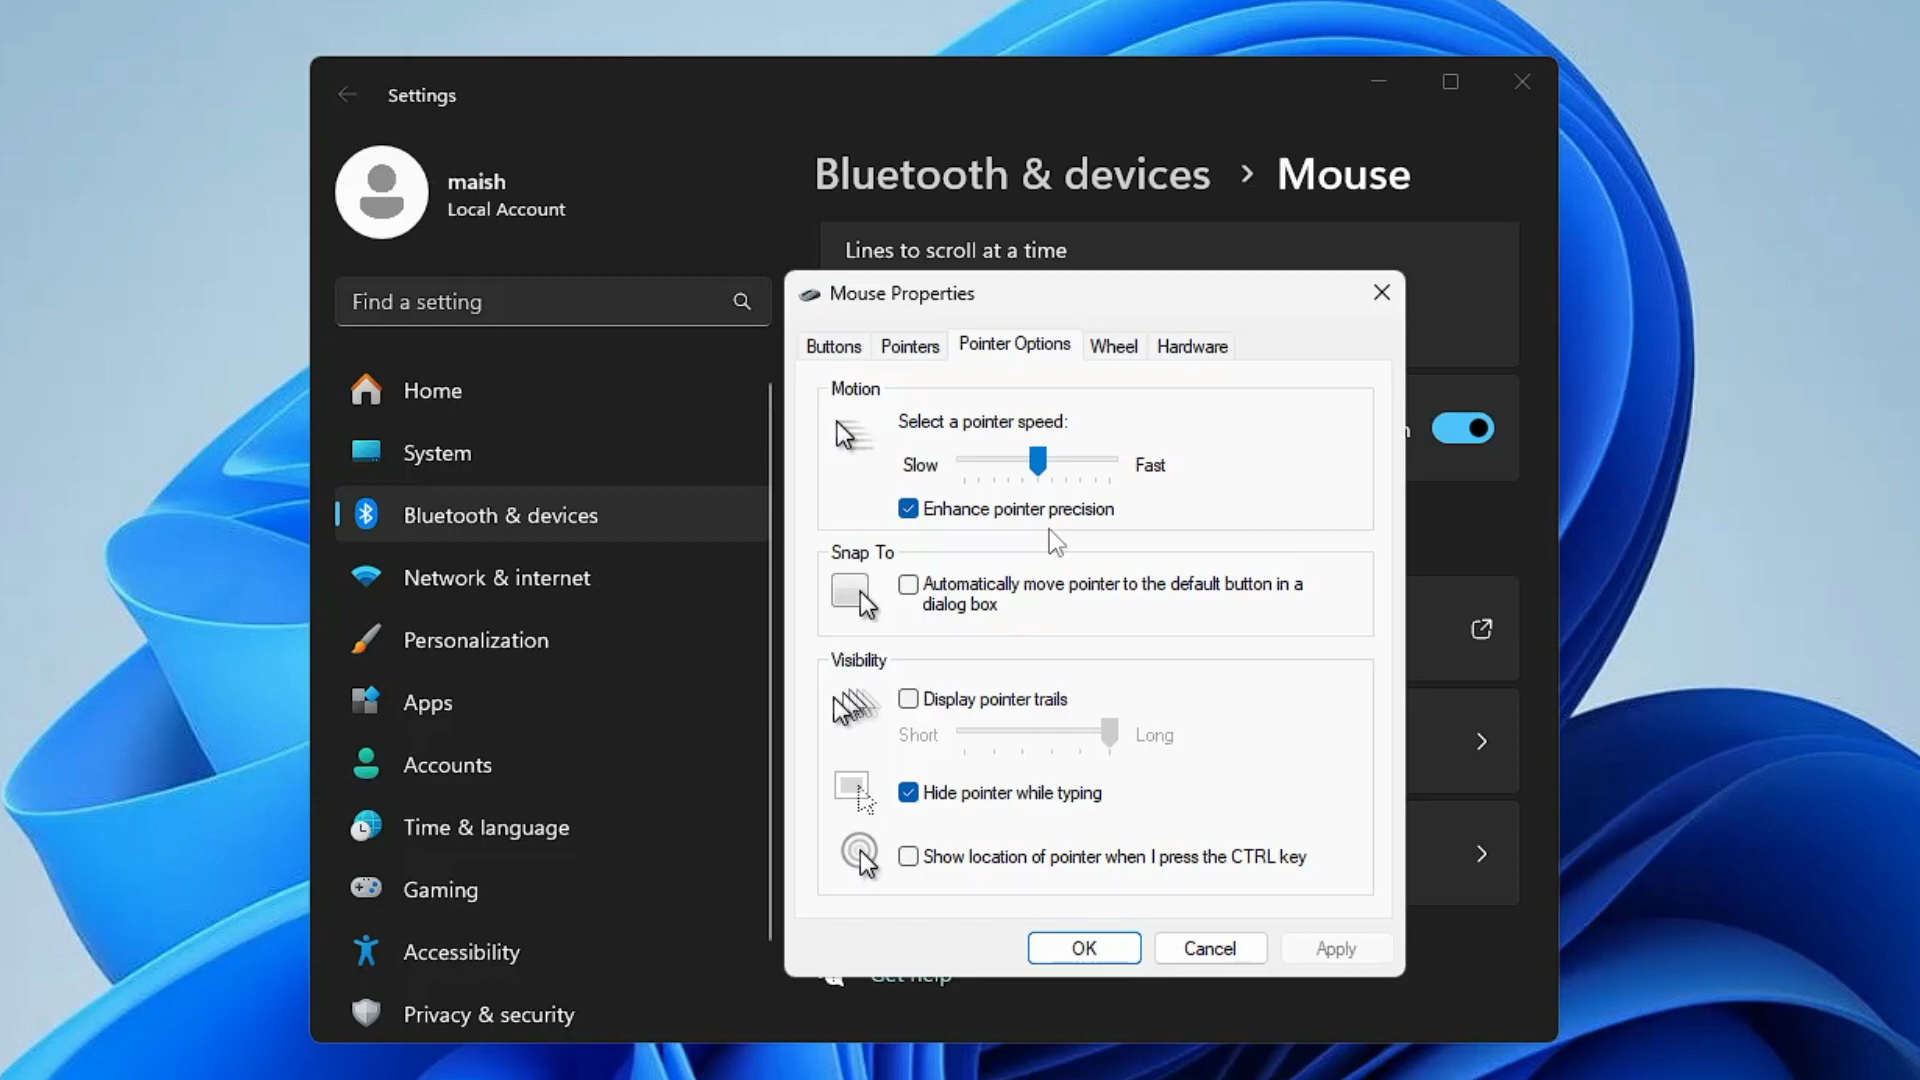 Settings
maish
Local Account
Find a setting
Home
System
Bluetooth & devices
Network & internet
Personalization
Apps
Accounts
Time & language
Gaming
Accessibility
Privacy & security
Bluetooth & devices > Mouse
Lines to scroll at a time
Mouse Properties
Buttons Pointers Pointer Options Wheel Hardware
Motion
Select a pointer speed:
Slow Fast
Enhance pointer precision
Snap To
Automatically move pointer to the default button in a
dialog box
Visibility
Display pointer trails
Short Long
Hide pointer while typing
Show location of pointer when I press the CTRL key
OK Cancel Apply
Get help